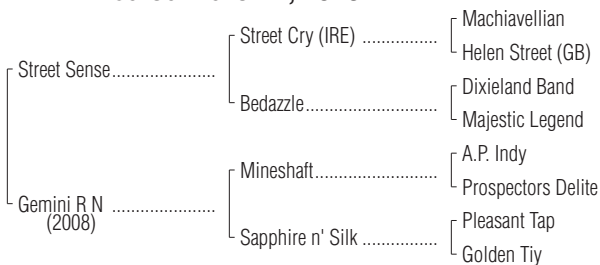 Street Sense
Gemini R N
(2008)
Street Cry (IRE)
Bedazzle
Mineshaft
Sapphire n' Silk
Machiavellian
Helen Street (GB)
Dixieland Band
Majestic Legend
A.P. Indy
Prospectors Delite
Pleasant Tap
Golden Tiy